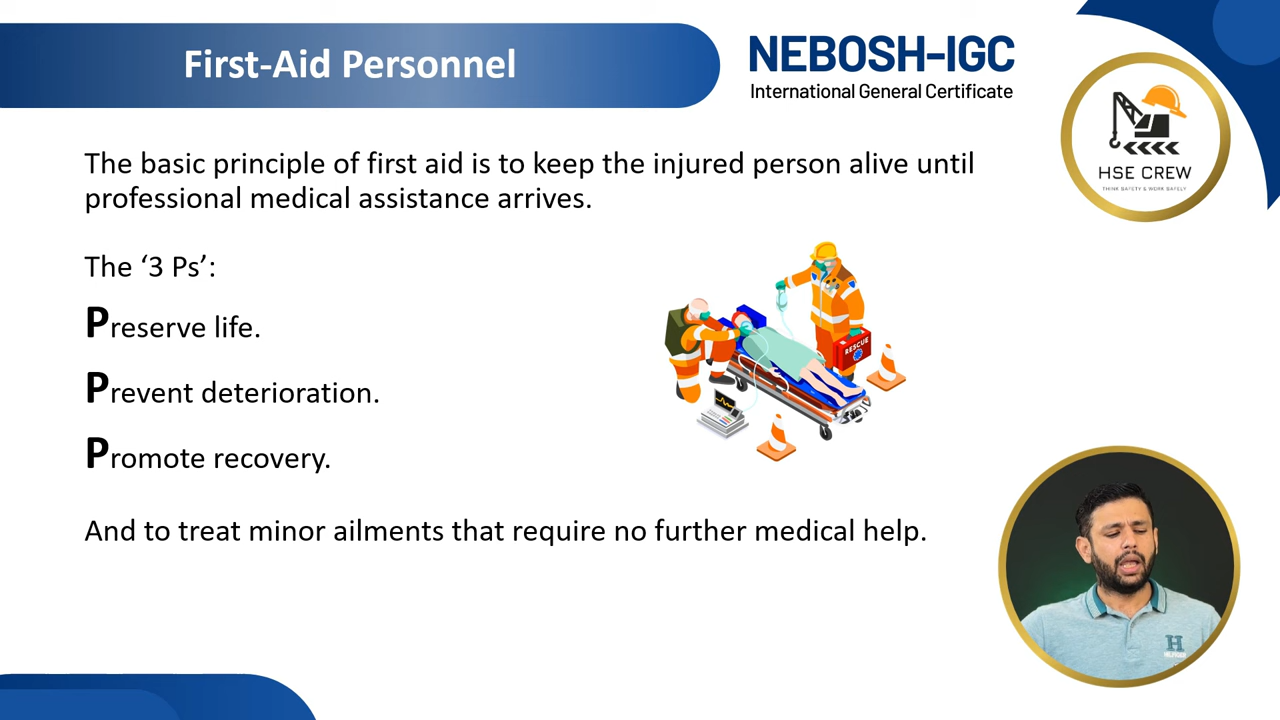 First-Aid Personnel
NEBOSH-IGC
International General Certificate
HSE CREW
THINK SAFETY & WORK SAFELY
The basic principle of first aid is to keep the injured person alive until
professional medical assistance arrives.
The ‘3 Ps’:
Preserve life.
Prevent deterioration.
Promote recovery.
And to treat minor ailments that require no further medical help.
RESCUE
H